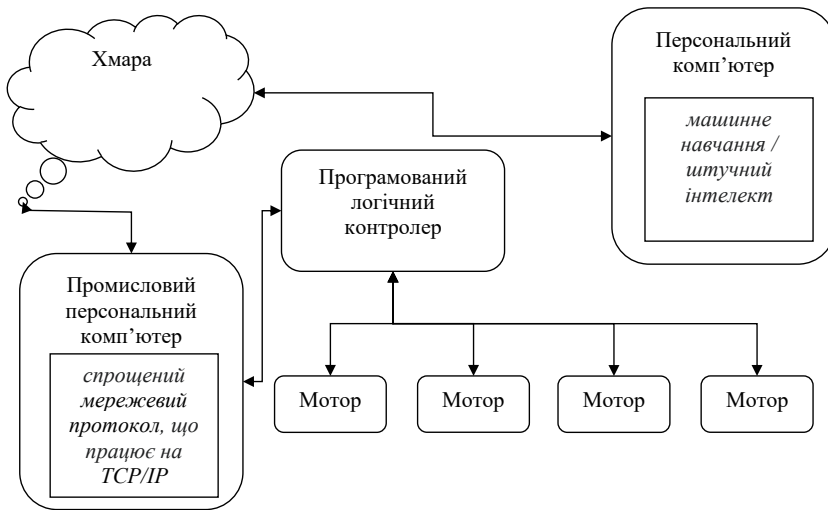 Хмара
Персональний
комп’ютер
машинне
навчання /
штучний
інтелект
Програмований
логічний
контролер
Промисловий
персональний
комп’ютер
спрощений
мережевий
протокол, що
працює на
TCP/IP
Мотор
Мотор
Мотор
Мотор